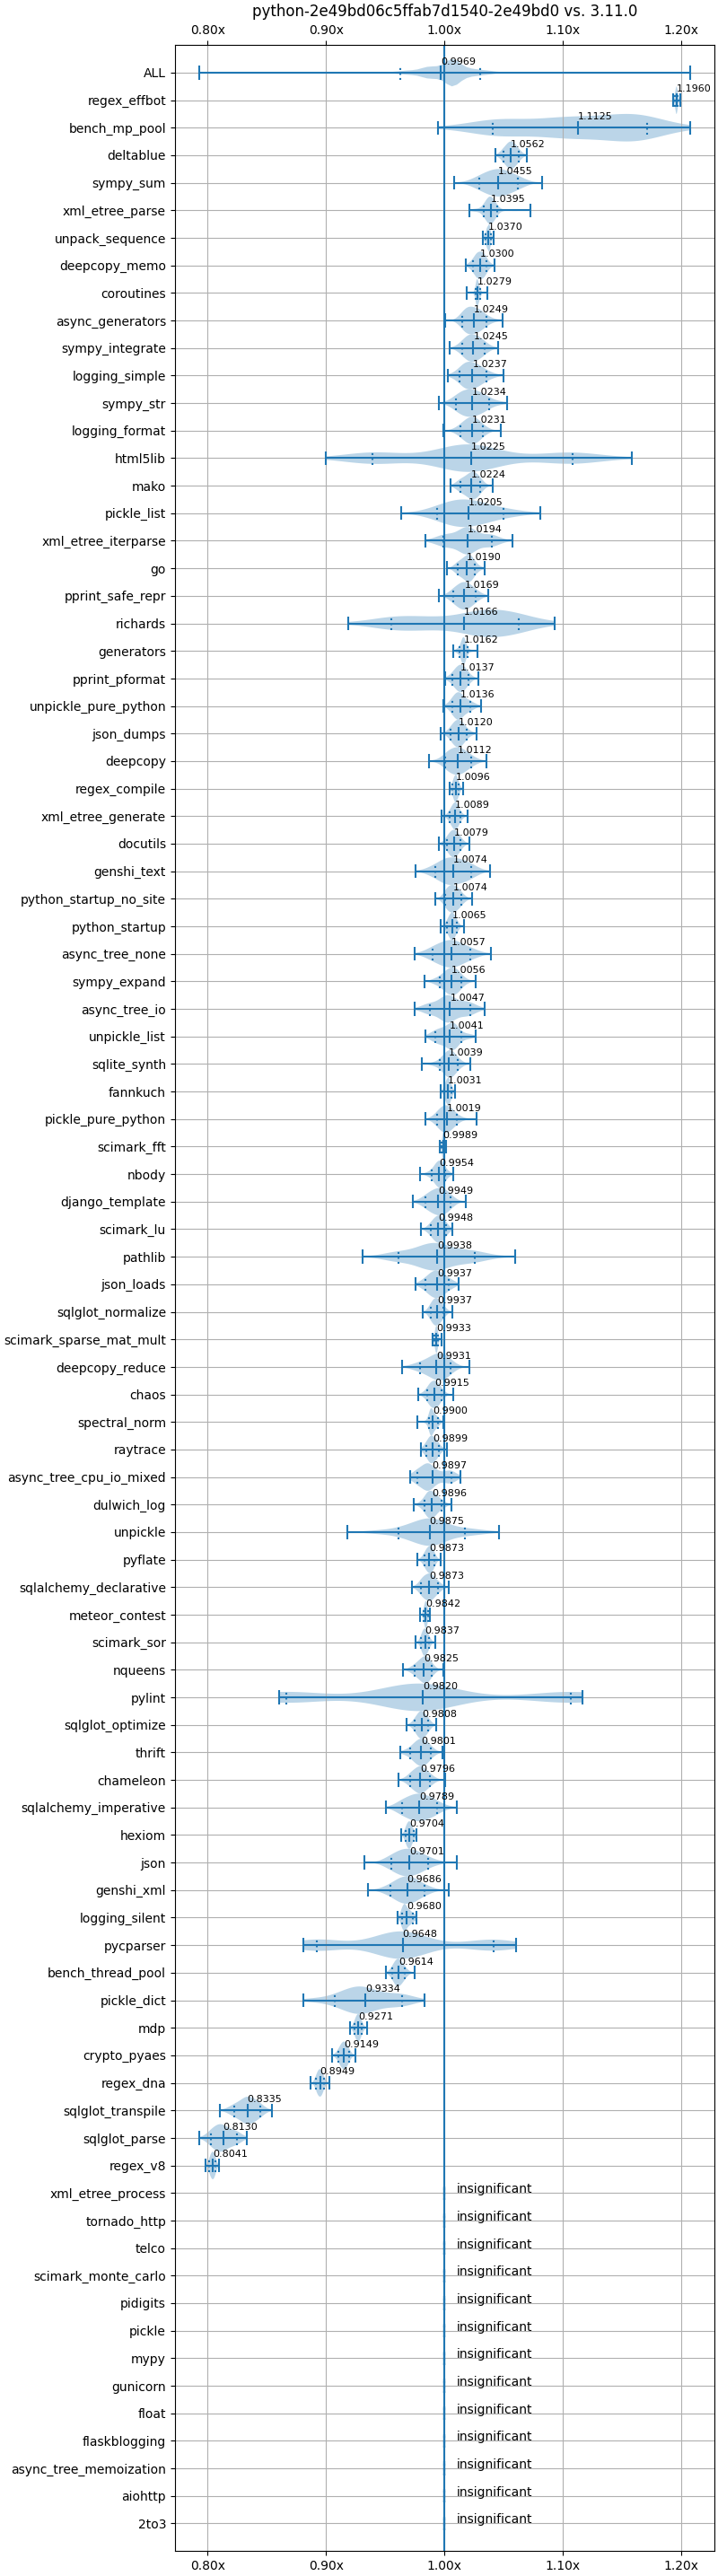 python-2e49bd06c5ffab7d1540-2e49bd0 vs. 3.11.0
0.80x 0.90x 1.00x 1.10x 1.20x
ALL 0.9969
regex_effbot 1.1960
bench_mp_pool 1.1125
deltablue 1.0562
sympy_sum 1.0455
xml_etree_parse 1.0395
unpack_sequence 1.0370
deepcopy_memo 1.0300
coroutines 1.0279
async_generators 1.0249
sympy_integrate 1.0245
logging_simple 1.0237
sympy_str 1.0234
logging_format 1.0231
html5lib 1.0225
mako 1.0224
pickle_list 1.0205
xml_etree_iterparse 1.0194
go 1.0190
pprint_safe_repr 1.0169
richards 1.0166
generators 1.0162
pprint_pformat 1.0137
unpickle_pure_python 1.0136
json_dumps 1.0120
deepcopy 1.0112
regex_compile 1.0096
xml_etree_generate 1.0089
docutils 1.0079
genshi_text 1.0074
python_startup_no_site 1.0074
python_startup 1.0065
async_tree_none 1.0057
sympy_expand 1.0056
async_tree_io 1.0047
unpickle_list 1.0041
sqlite_synth 1.0039
fannkuch 1.0031
pickle_pure_python 1.0019
scimark_fft 0.9989
nbody 0.9954
django_template 0.9949
scimark_lu 0.9948
pathlib 0.9938
json_loads 0.9937
sqlglot_normalize 0.9937
scimark_sparse_mat_mult 0.9933
deepcopy_reduce 0.9931
chaos 0.9915
spectral_norm 0.9900
raytrace 0.9899
async_tree_cpu_io_mixed 0.9897
dulwich_log 0.9896
unpickle 0.9875
pyflate 0.9873
sqlalchemy_declarative 0.9873
meteor_contest 0.9842
scimark_sor 0.9837
nqueens 0.9825
pylint 0.9820
sqlglot_optimize 0.9808
thrift 0.9801
chameleon 0.9796
sqlalchemy_imperative 0.9789
hexiom 0.9704
json 0.9701
genshi_xml 0.9686
logging_silent 0.9680
pycparser 0.9648
bench_thread_pool 0.9614
pickle_dict 0.9334
mdp 0.9271
crypto_pyaes 0.9149
regex_dna 0.8949
sqlglot_transpile 0.8335
sqlglot_parse 0.8130
regex_v8 0.8041
xml_etree_process insignificant
tornado_http insignificant
telco insignificant
scimark_monte_carlo insignificant
pidigits insignificant
pickle insignificant
mypy insignificant
gunicorn insignificant
float insignificant
flaskblogging insignificant
async_tree_memoization insignificant
aiohttp insignificant
2to3 insignificant
0.80x 0.90x 1.00x 1.10x 1.20x